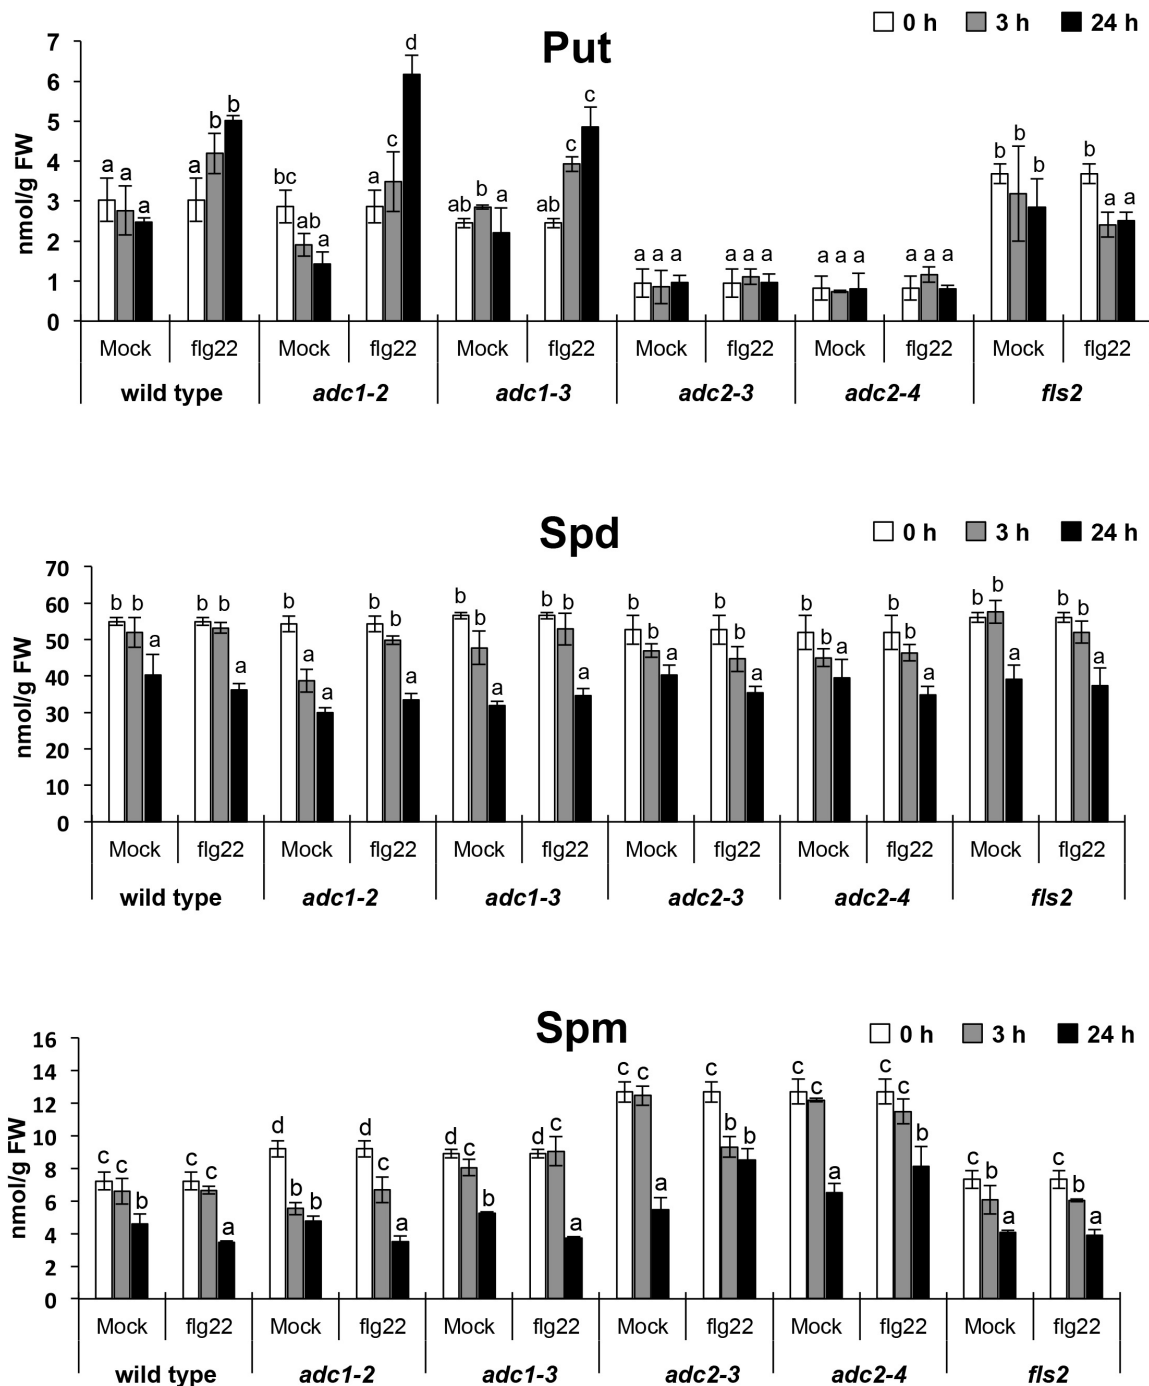 Put
0 h 3 h 24 h
nmol/g FW
7
6
5
4
3
2
1
0
a a a a b b bc ab a a c d ab b a ab c c a a a a a a a a a a a a b b b b a a
Mock flg22 Mock flg22 Mock flg22 Mock flg22 Mock flg22 Mock flg22
wild type adc1-2 adc1-3 adc2-3 adc2-4 fls2
Spd
0 h 3 h 24 h
nmol/g FW
70
60
50
40
30
20
10
0
b b a b b a b a a b b a b b a b b a b b a b b a b b a b b a b b a b b a
Mock flg22 Mock flg22 Mock flg22 Mock flg22 Mock flg22 Mock flg22
wild type adc1-2 adc1-3 adc2-3 adc2-4 fls2
Spm
0 h 3 h 24 h
nmol/g FW
16
14
12
10
8
6
4
2
0
c c b c c a d b b d c a d c b d c a c c a c b b c c a c c b c b a c b a
Mock flg22 Mock flg22 Mock flg22 Mock flg22 Mock flg22 Mock flg22
wild type adc1-2 adc1-3 adc2-3 adc2-4 fls2